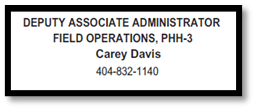 DEPUTY ASSOCIATE ADMINISTRATOR
FIELD OPERATIONS, PHH-3
Carey Davis
404-832-1140